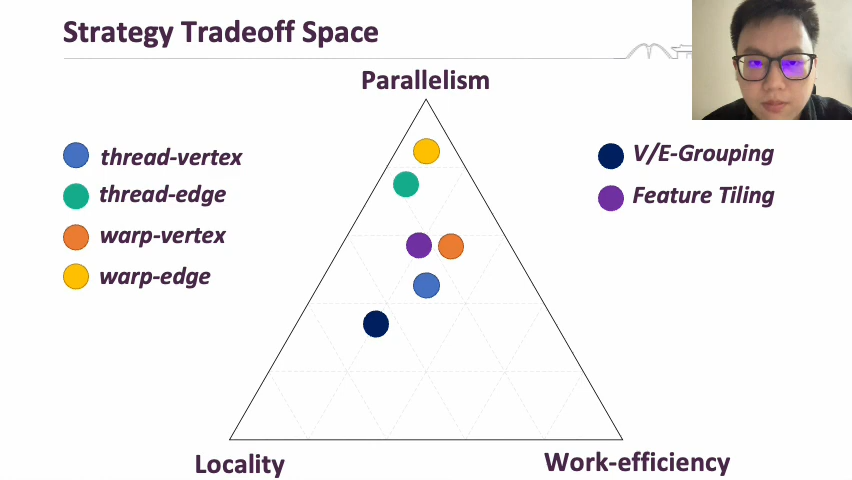 Strategy Tradeoff Space
Parallelism
thread-vertex
thread-edge
warp-vertex
warp-edge
V/E-Grouping
Feature Tiling
Locality
Work-efficiency